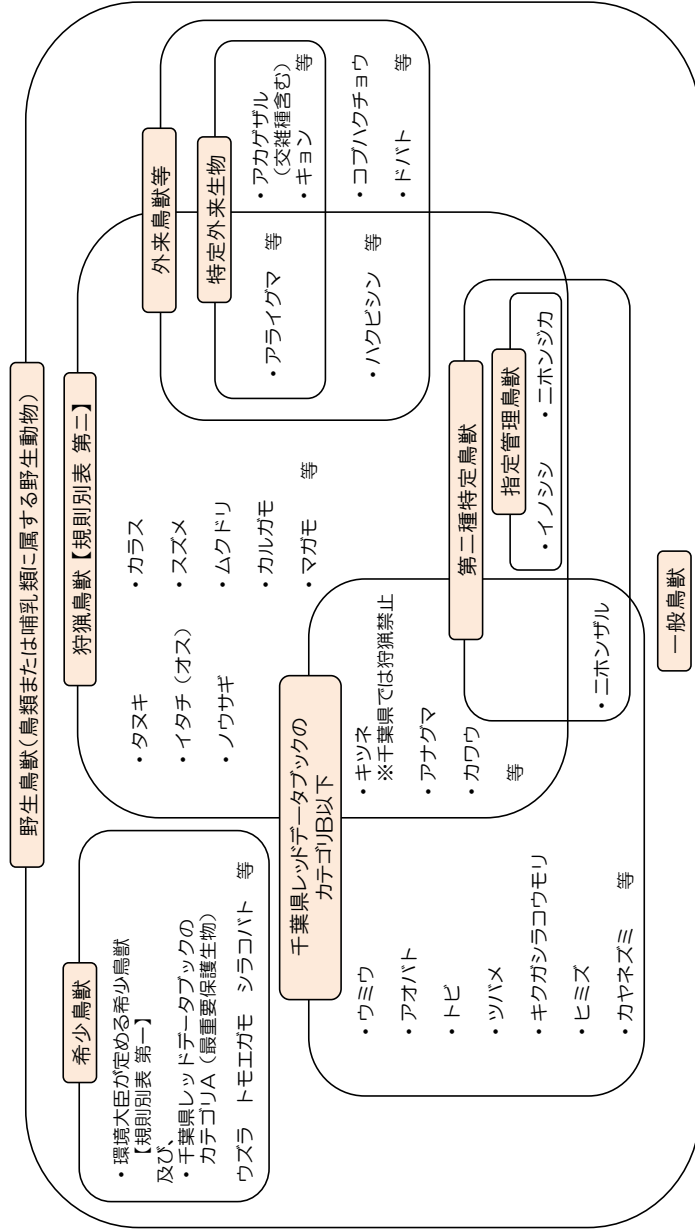 野生鳥獣(鳥類または哺乳類に属する野生動物)
希少鳥獣
・環境大臣が定める希少鳥獣
【規則別表 第一】
及び、
・千葉県レッドデータブックの
カテゴリA(最重要保護生物)
ウズラ トモエガモ シラコバト 等
狩猟鳥獣【規則別表 第二】
・タヌキ
・イタチ(オス)
・ノウサギ
・カラス
・スズメ
・ムクドリ
・カルガモ
・マガモ 等
外来鳥獣等
特定外来生物
・アライグマ 等
・アカゲザル
(交雑種含む)
・キョン 等
・ハクビシン 等
・コブハクチョウ
・ドバト 等
千葉県レッドデータブックの
カテゴリB以下
・ウミウ
・アオバト
・トビ
・ツバメ
・キクガシラコウモリ
・ヒミズ
・カヤネズミ 等
・キツネ
※千葉県では狩猟禁止
・アナグマ
・カワウ
等
第二種特定鳥獣
指定管理鳥獣
・イノシシ ・ニホンジカ
・ニホンザル
一般鳥獣